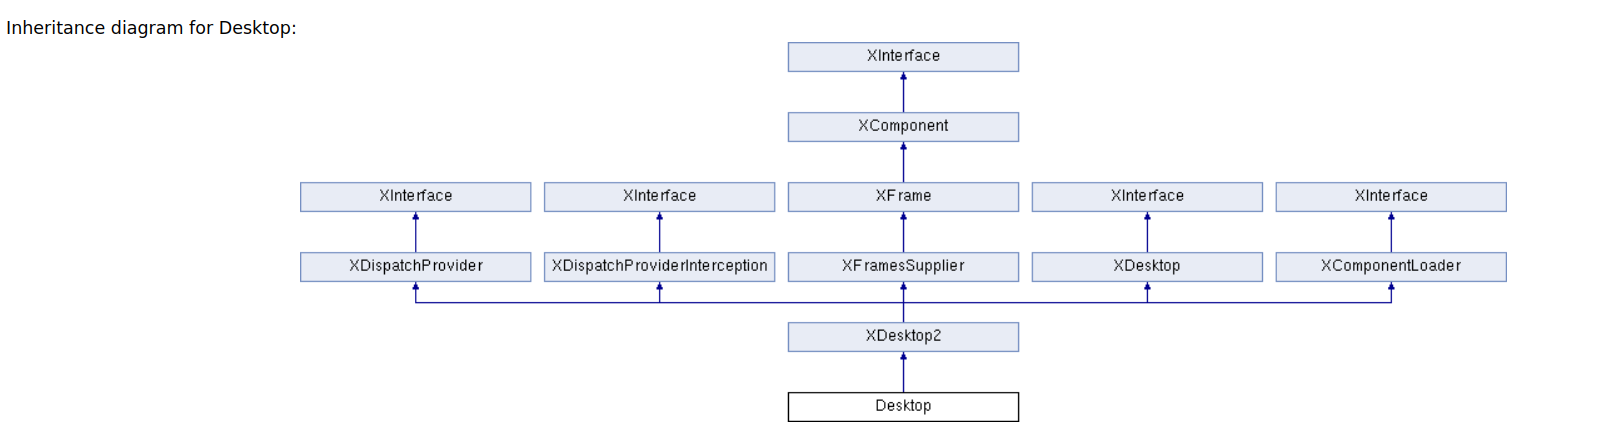 Inheritance diagram for Desktop:
XInterface
XComponent
XInterface XInterface XFrame XInterface XInterface
XDispatchProvider XDispatchProviderInterception XFramesSupplier XDesktop XComponentLoader
XDesktop2
Desktop